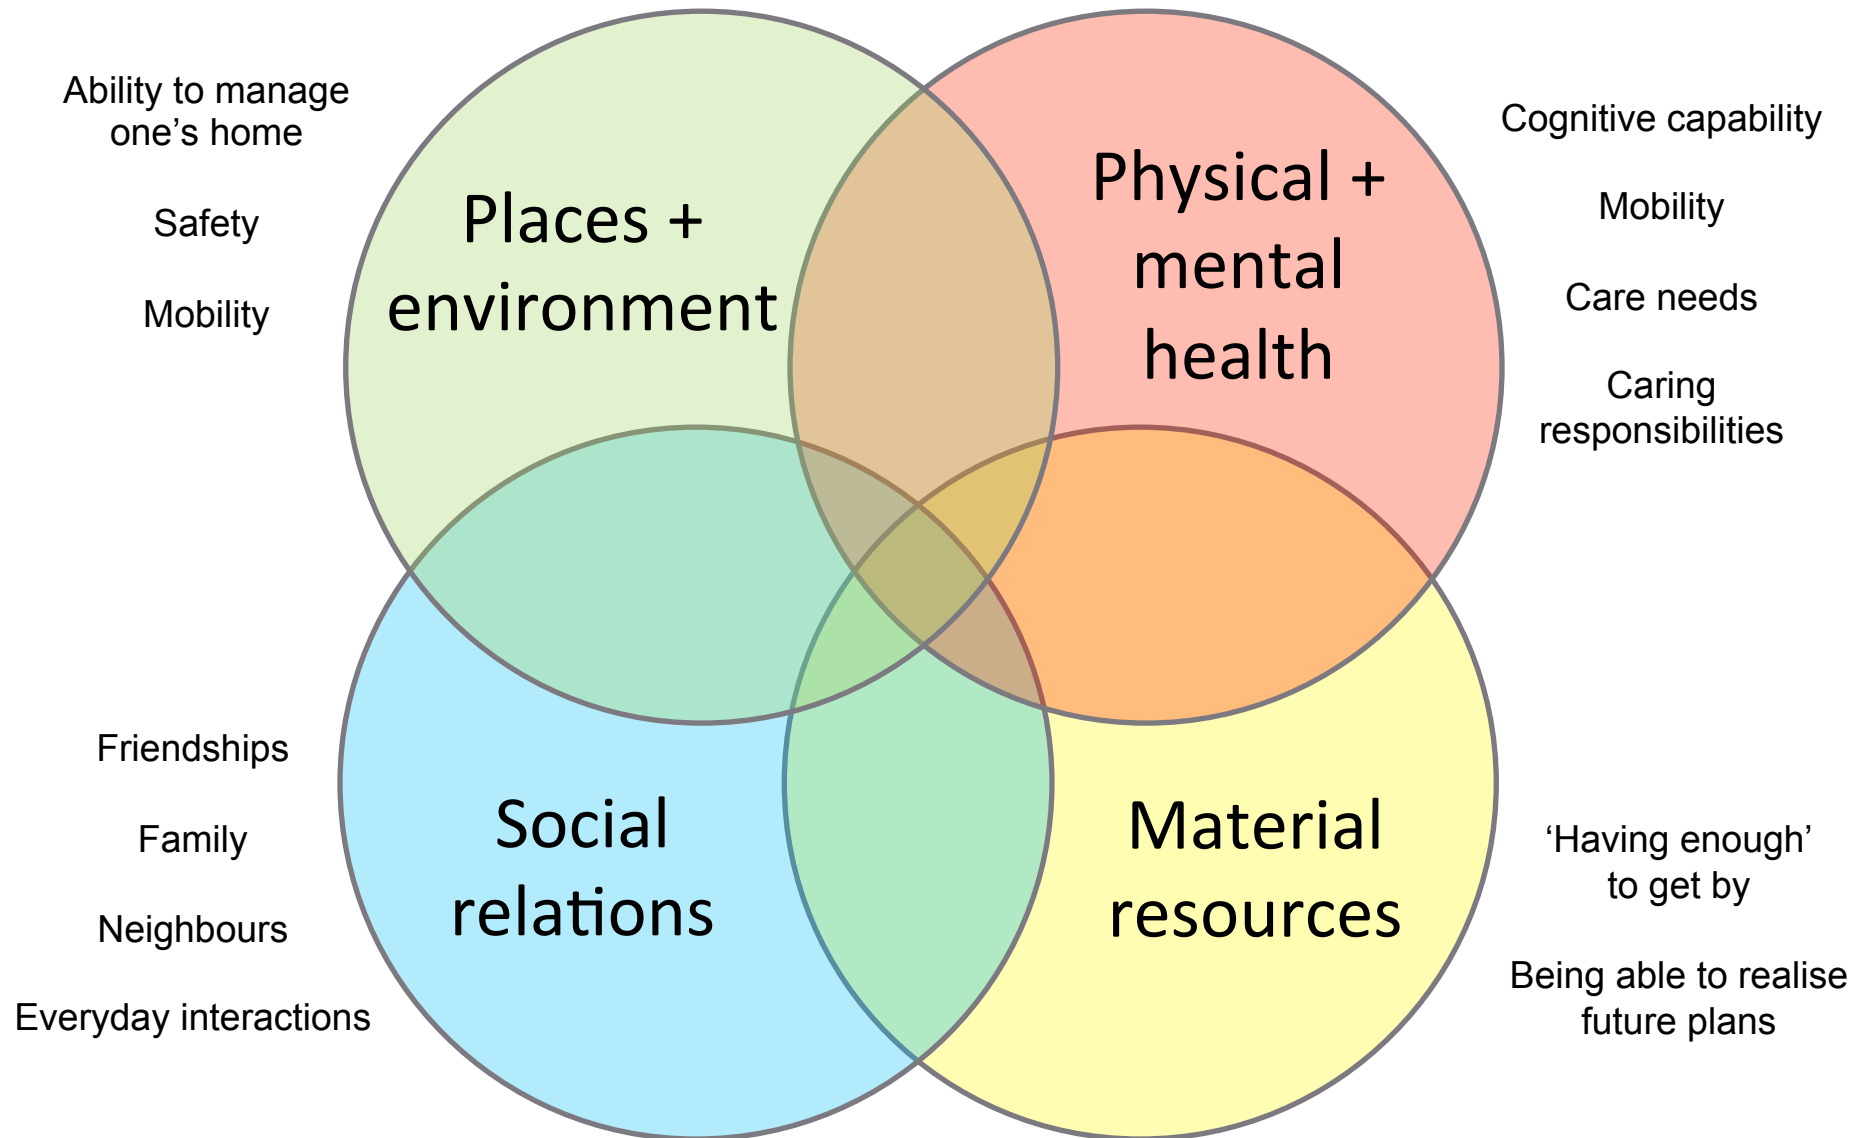 Ability to manage
one’s home
Safety
Mobility
Places +
environment
Physical +
mental
health
Cognitive capability
Mobility
Care needs
Caring
responsibilities
Friendships
Family
Neighbours
Everyday interactions
Social
relations
Material
resources
‘Having enough’
to get by
Being able to realise
future plans